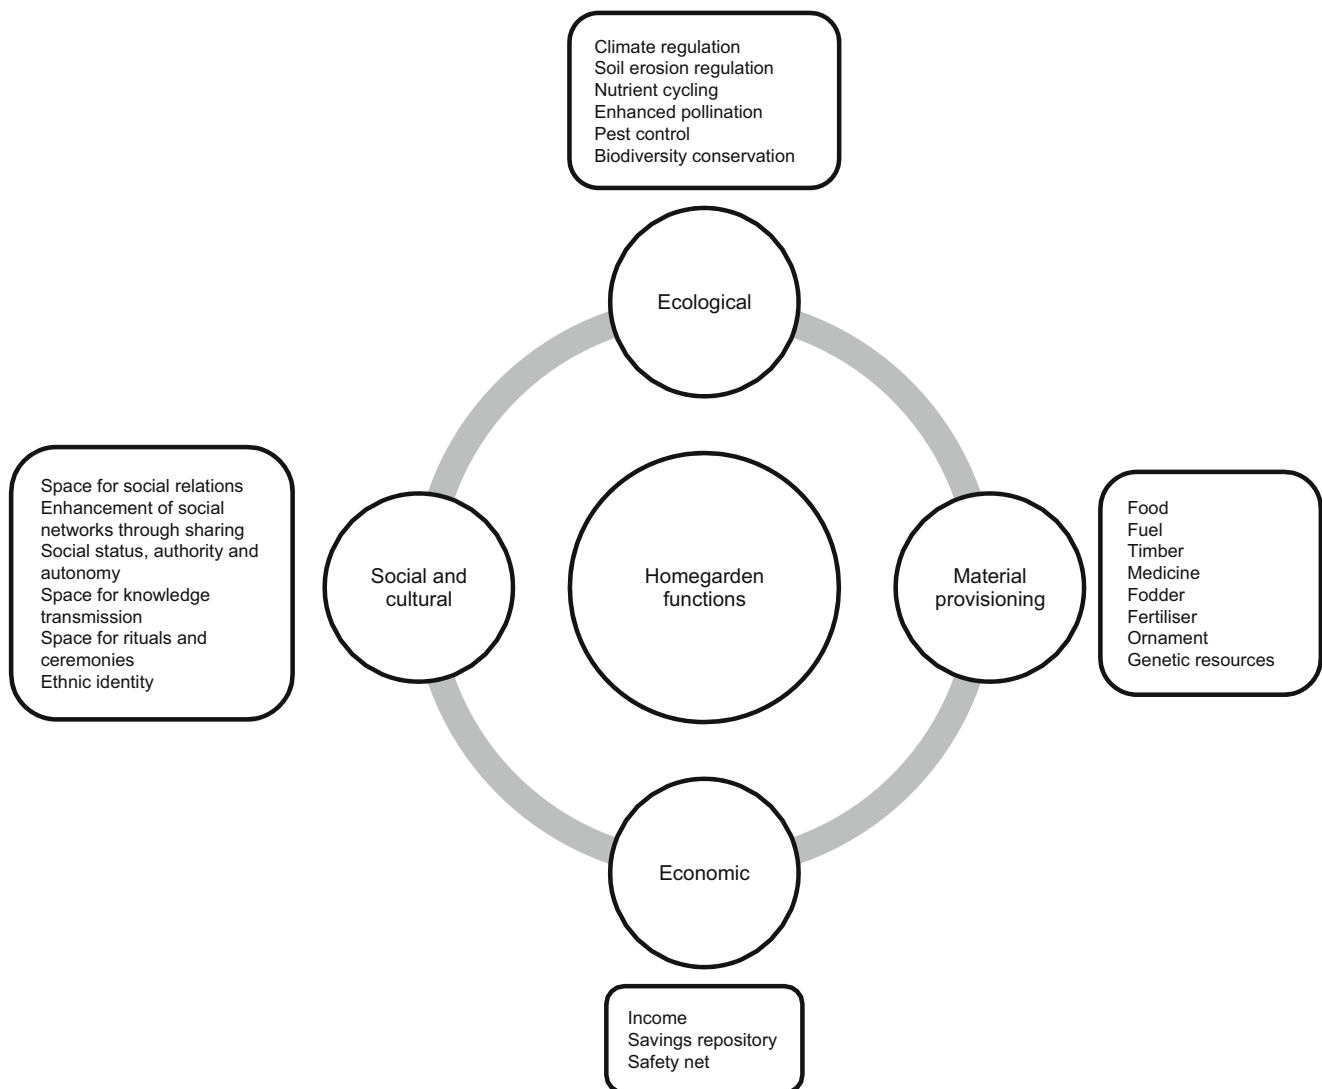 Climate regulation
Soil erosion regulation
Nutrient cycling
Enhanced pollination
Pest control
Biodiversity conservation
Ecological
Space for social relations
Enhancement of social
networks through sharing
Social status, authority and
autonomy
Space for knowledge
transmission
Space for rituals and
ceremonies
Ethnic identity
Social and
cultural
Homegarden
functions
Material
provisioning
Food
Fuel
Timber
Medicine
Fodder
Fertiliser
Ornament
Genetic resources
Economic
Income
Savings repository
Safety net